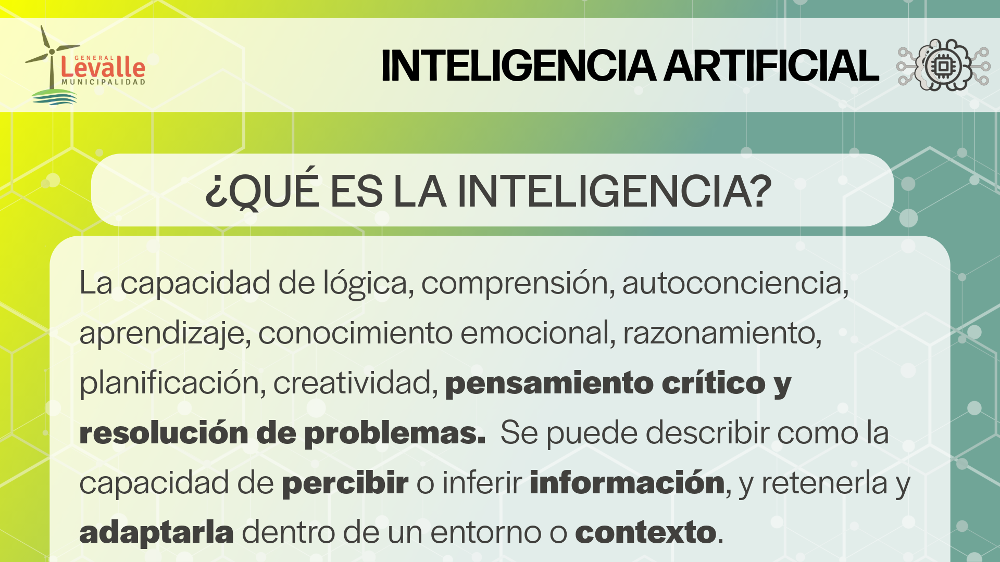 GENERAL
Levalle
MUNICIPALIDAD
INTELIGENCIA ARTIFICIAL
¿QUÉ ES LA INTELIGENCIA?
La capacidad de lógica, comprensión, autoconciencia,
aprendizaje, conocimiento emocional, razonamiento,
planificación, creatividad, pensamiento crítico y
resolución de problemas. Se puede describir como la
capacidad de percibir o inferir información, y retenerla y
adaptarla dentro de un entorno o contexto.